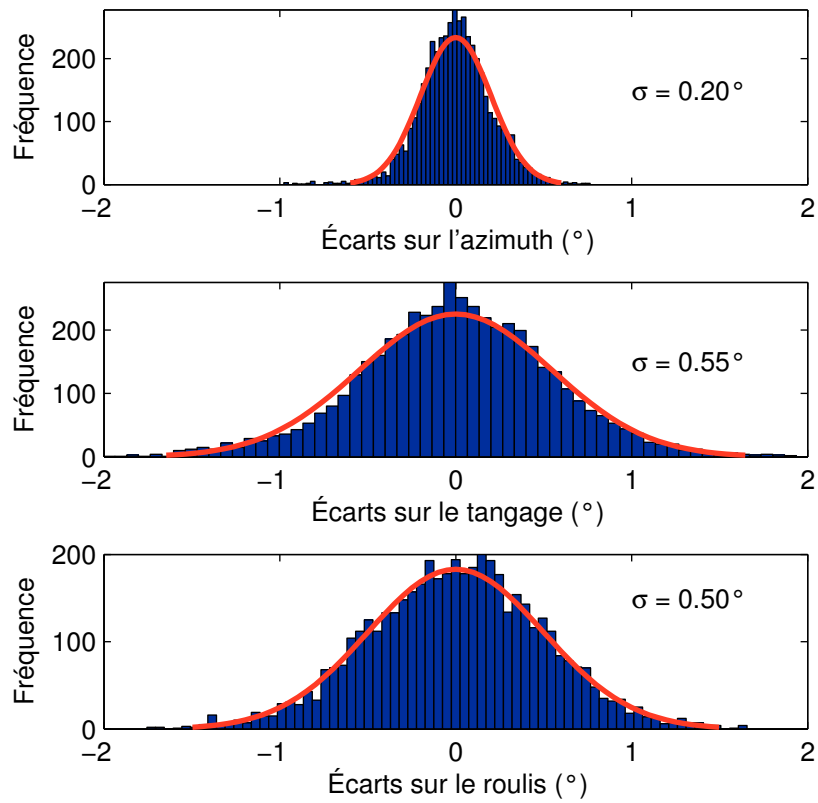 Fréquence
200
100
0
−2
−1
0
1
2
σ = 0.20°
Écarts sur l'azimuth (°)
Fréquence
200
100
0
−2
−1
0
1
2
σ = 0.55°
Écarts sur le tangage (°)
Fréquence
200
100
0
−2
−1
0
1
2
σ = 0.50°
Écarts sur le roulis (°)